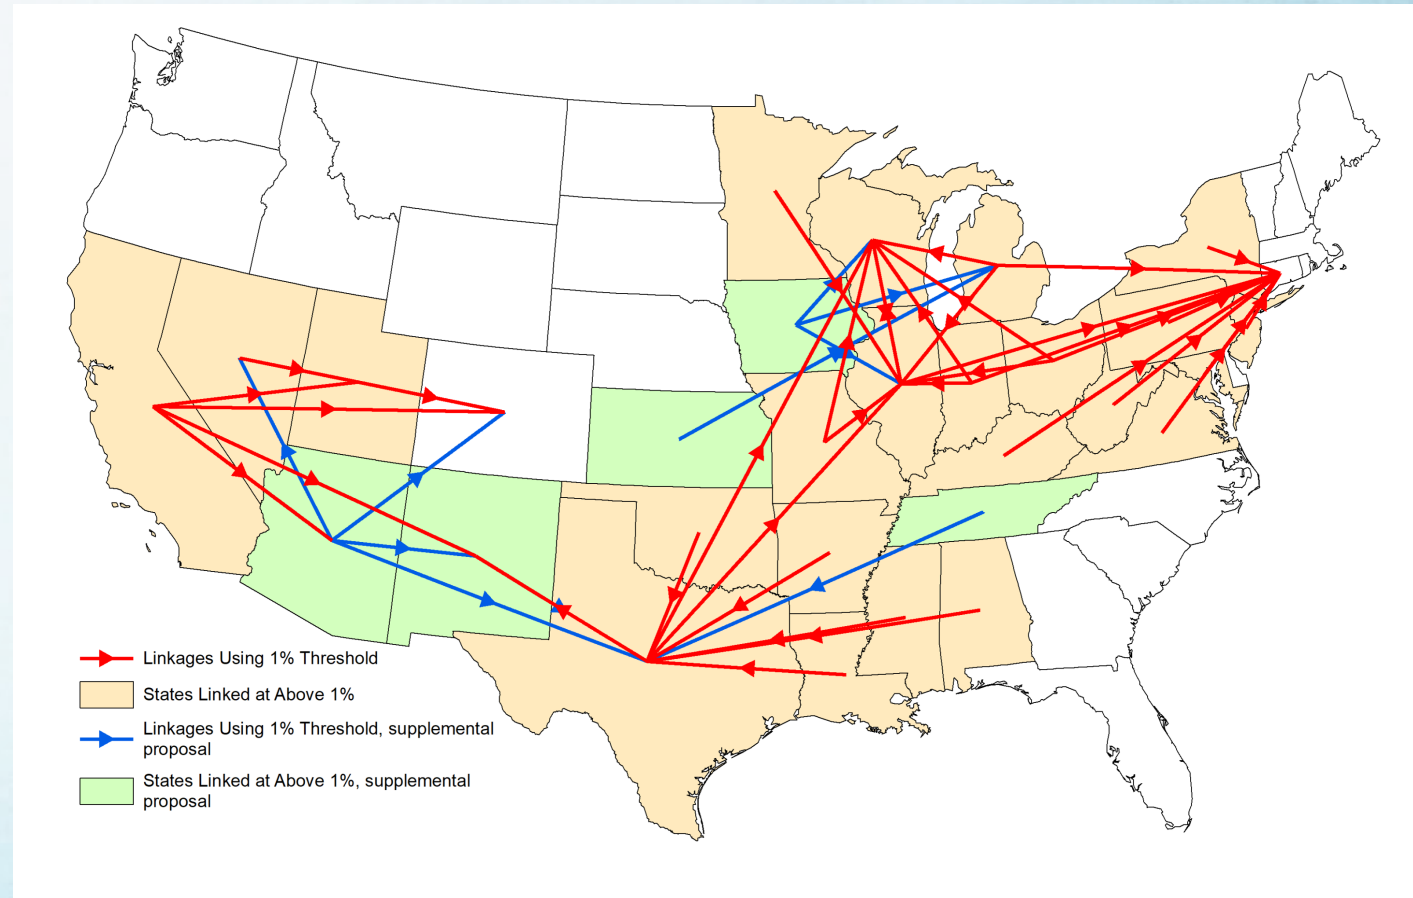 Linkages Using 1% Threshold
States Linked at Above 1%
Linkages Using 1% Threshold, supplemental
proposal
States Linked at Above 1%, supplemental
proposal